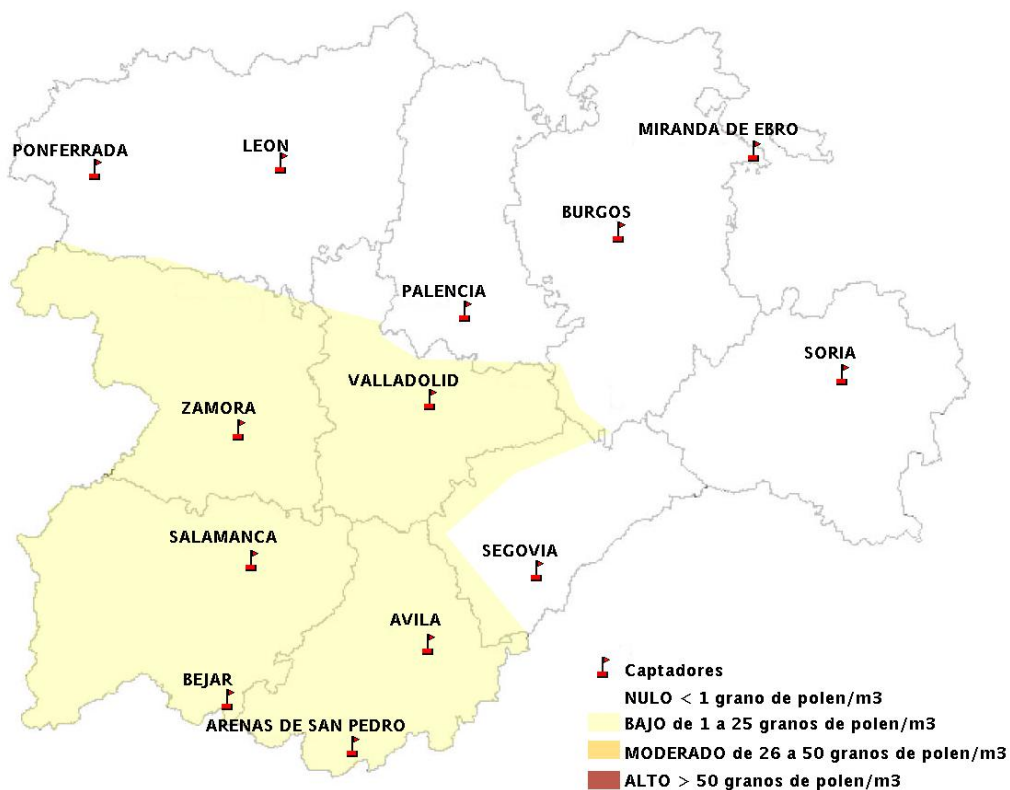 MIRANDA DE EBRO
LEON
PONFERRADA
BURGOS
PALENCIA
SORIA
VALLADOLID
ZAMORA
SALAMANCA
SEGOVIA
AVILA
BEJAR
ARENAS DE SAN PEDRO
Captadores
NULO < 1 grano de polen/m3
BAJO de 1 a 25 granos de polen/m3
MODERADO de 26 a 50 granos de polen/m3
ALTO > 50 granos de polen/m3